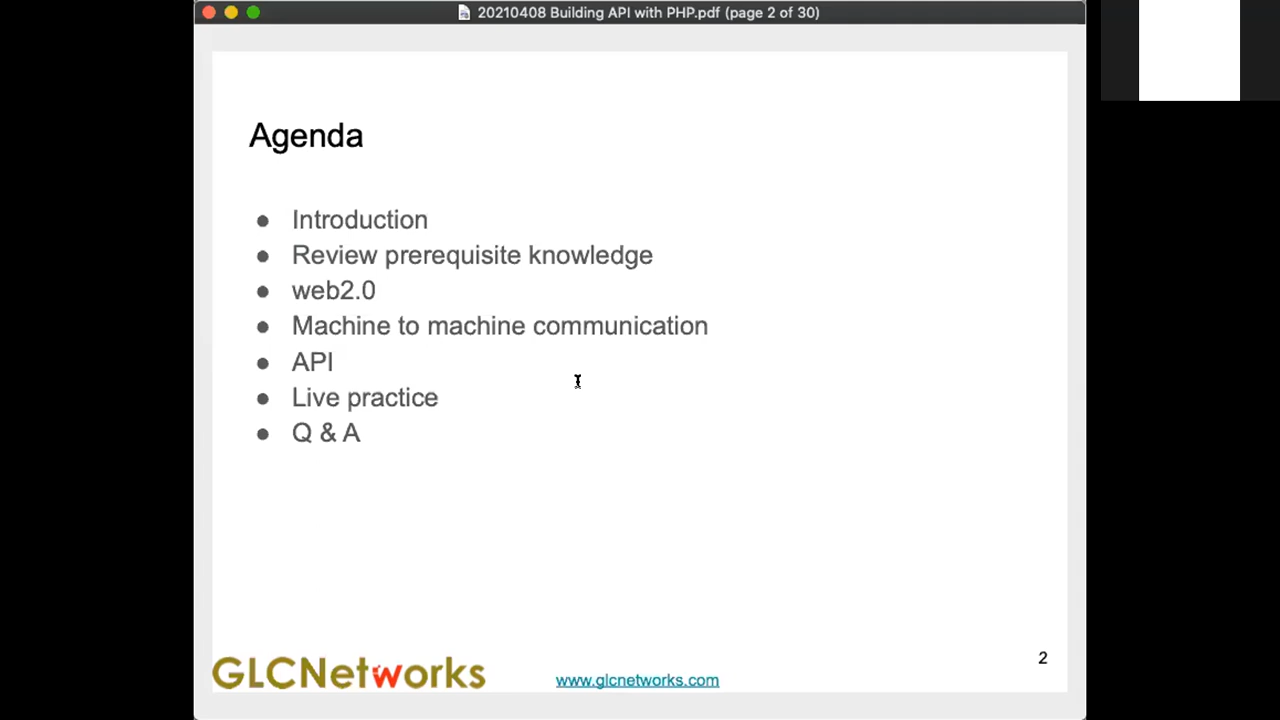 20210408 Building API with PHP.pdf (page 2 of 30)
Agenda
● Introduction
● Review prerequisite knowledge
● web2.0
● Machine to machine communication
● API
● Live practice
● Q & A
2
GLCNetworks
www.glcnetworks.com